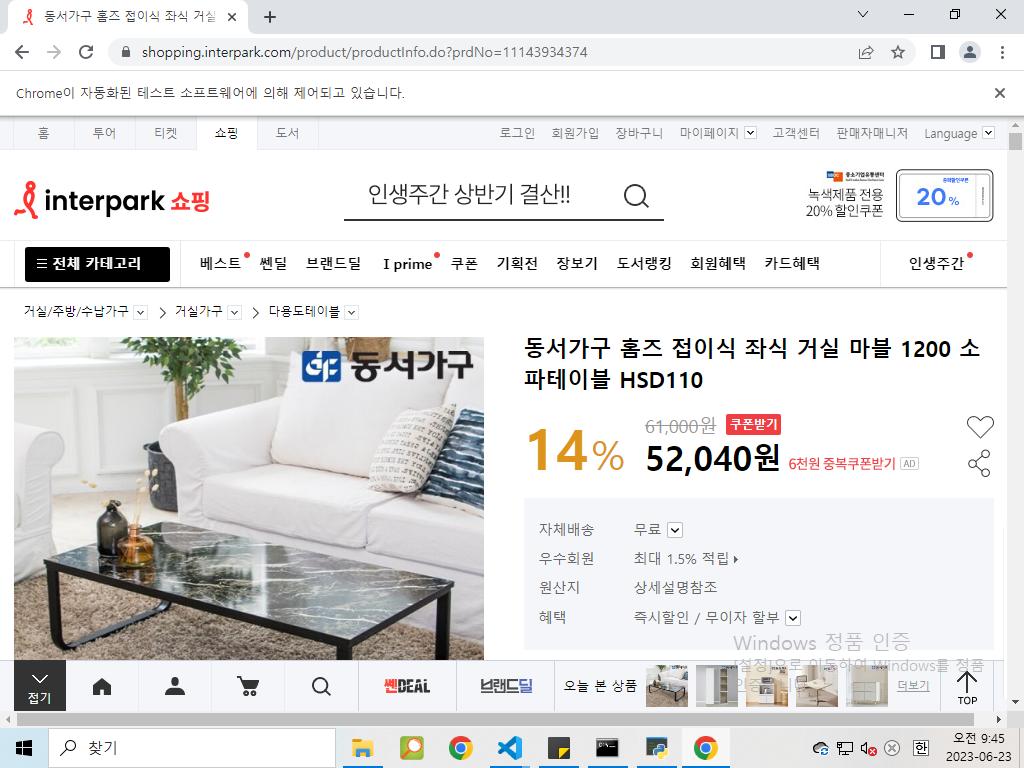 동서가구 홈즈 접이식 좌식 거실
shopping.interpark.com/product/productInfo.do?prdNo=11143934374
Chrome이 자동화된 테스트 소프트웨어에 의해 제어되고 있습니다.
홈 투어 티켓 쇼핑 도서 로그인 회원가입 장바구니 마이페이지 고객센터 판매자매니저 Language
interpark 쇼핑
인생주간 상반기 결산!!
중소기업유통센터
녹색제품 전용
20% 할인쿠폰
중복할인쿠폰
20%
전체 카테고리 베스트 쎈딜 브랜드딜 I prime 쿠폰 기획전 장보기 도서랭킹 회원혜택 카드혜택 인생주간
거실/주방/수납가구 거실가구 다용도테이블
동서가구
동서가구 홈즈 접이식 좌식 거실 마블 1200 소
파테이블 HSD110
14%
61,000원 쿠폰받기
52,040원 6천원 중복쿠폰받기 AD
자체배송 무료
우수회원 최대 1.5% 적립
원산지 상세설명참조
혜택 즉시할인 / 무이자 할부
Windows 정품 인증
[설정]으로 이동하여 Windows를 정품
접기
쎈DEAL
브랜드딜
오늘 본 상품
더보기
TOP
찾기
한
오전 9:45
2023-06-23